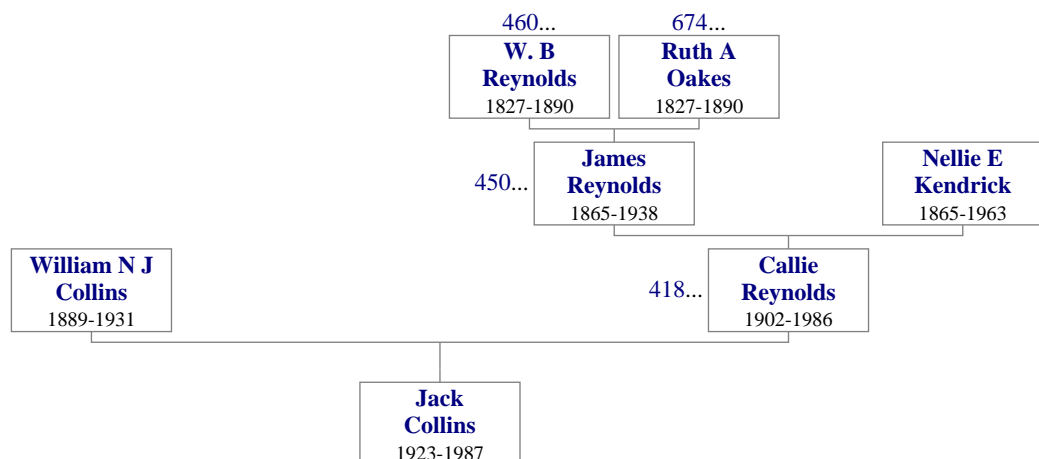 460...
674...
W. B
Reynolds
1827-1890
Ruth A
Oakes
1827-1890
450...
James
Reynolds
1865-1938
Nellie E
Kendrick
1865-1963
William N J
Collins
1889-1931
418...
Callie
Reynolds
1902-1986
Jack
Collins
1923-1987